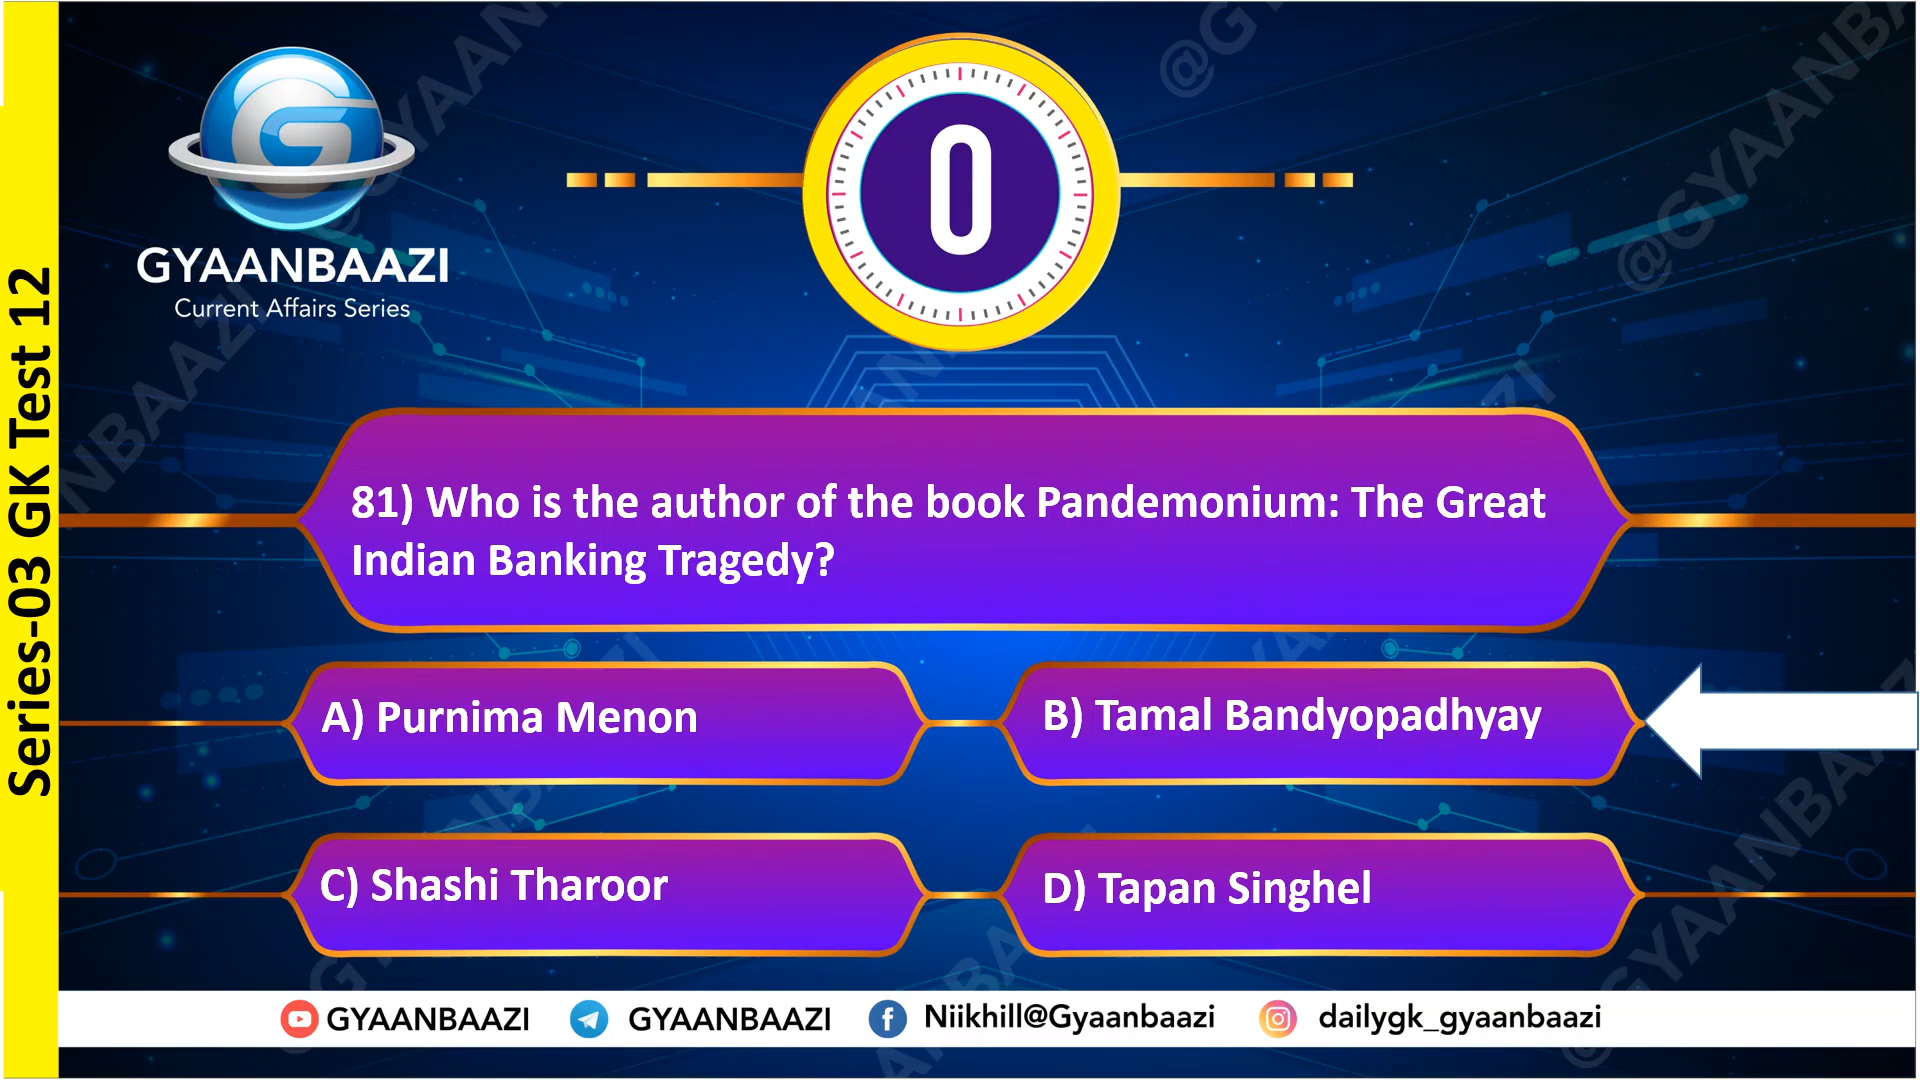 Series-03 GK Test 12
G
GYAANBAAZI
Current Affairs Series
0
81) Who is the author of the book Pandemonium: The Great
Indian Banking Tragedy?
A) Purnima Menon
B) Tamal Bandyopadhyay
C) Shashi Tharoor
D) Tapan Singhel
GYAANBAAZI
GYAANBAAZI
Niikhill@Gyaanbaazi
dailygk_gyaanbaazi
@GYAANBAAZI